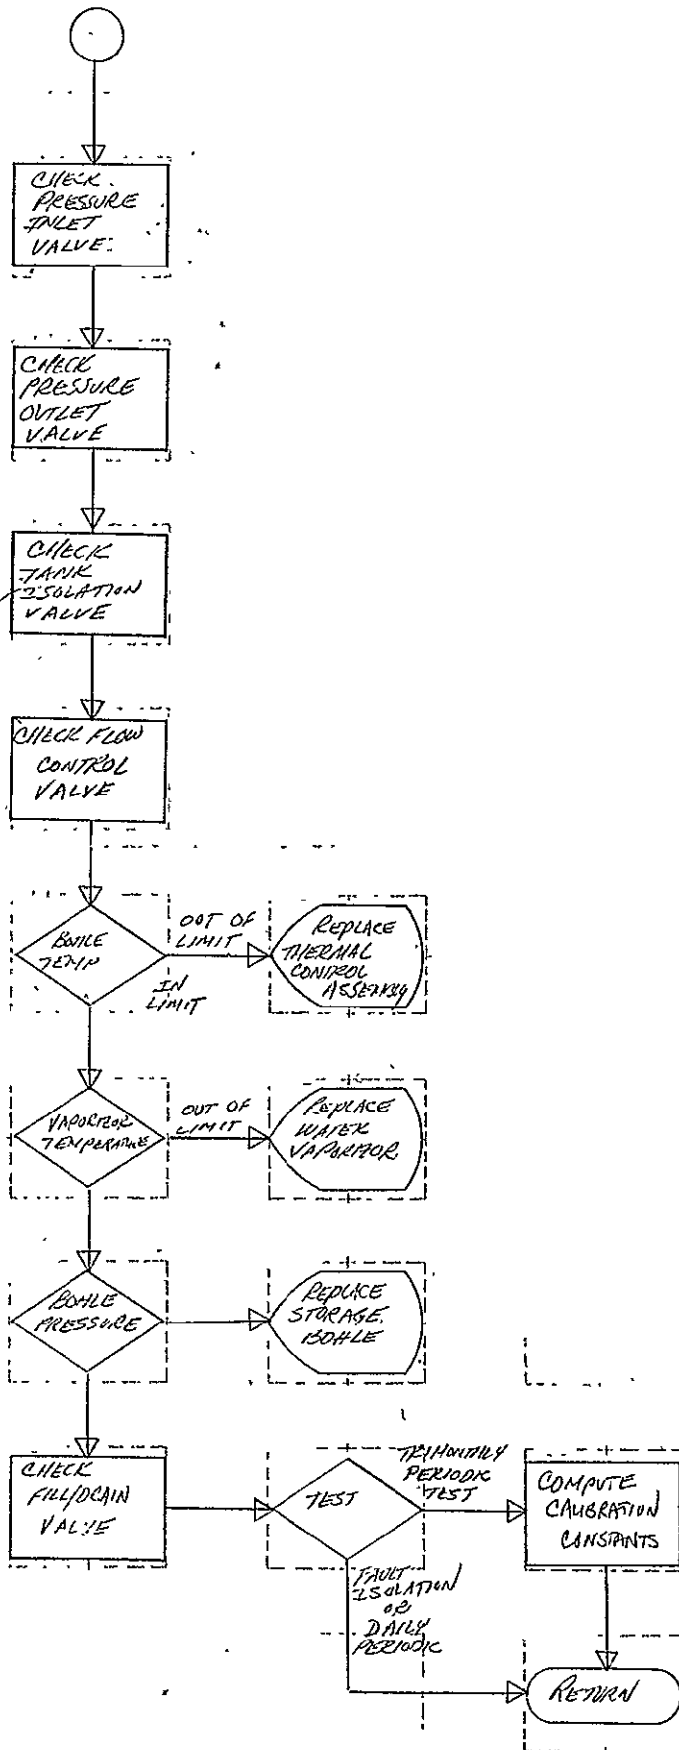 CHECK
PRESSURE
INLET
VALVE
CHECK
PRESSURE
OUTLET
VALVE
CHECK
TANK
ISOLATION
VALVE
CHECK FLOW
CONTROL
VALVE
BOTTLE
TEMP
OUT OF
LIMIT
IN
LIMIT
REPLACE
THERMAL
CONTROL
ASSEMBLY
VAPORIZOR
TEMPERATURE
OUT OF
LIMIT
REPLACE
WATER
VAPORIZOR
BOTTLE
PRESSURE
REPLACE
STORAGE
BOTTLE
CHECK
FILL/DRAIN
VALVE
TEST
TRIMONTHLY
PERIODIC
TEST
COMPUTE
CALIBRATION
CONSTANTS
FAULT
ISOLATION
OR
DAILY
PERIODIC
RETURN